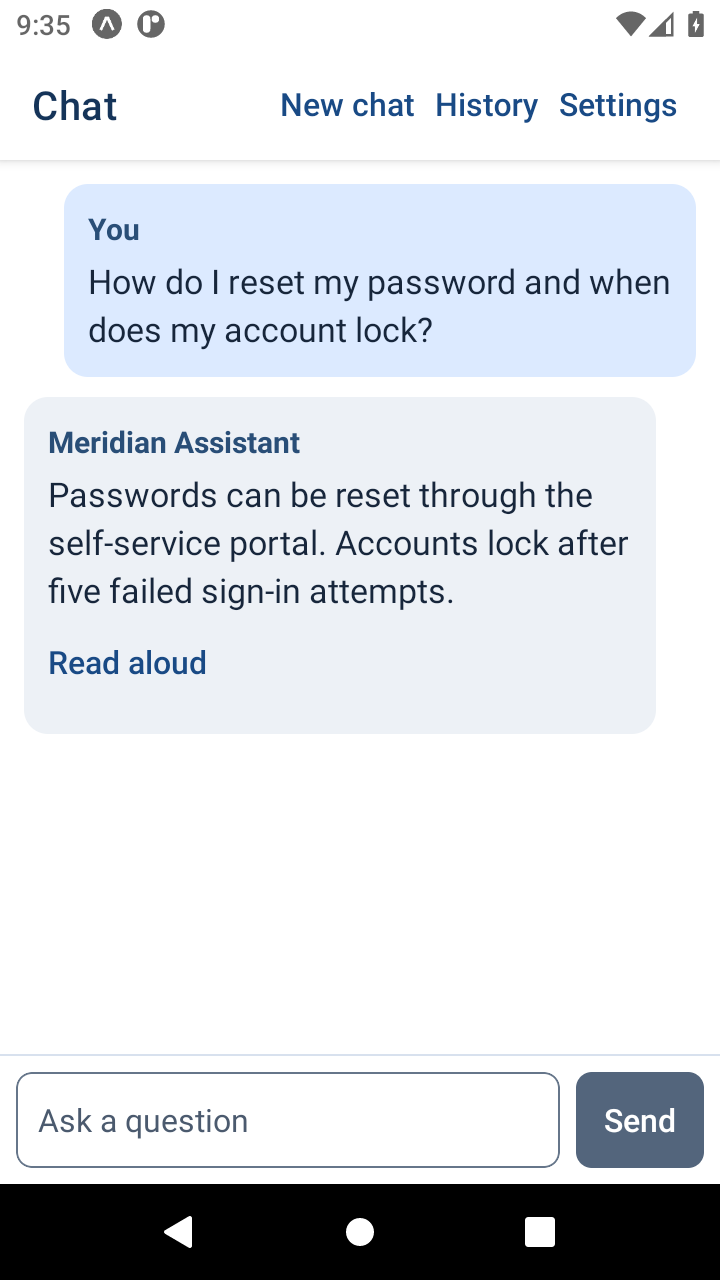 9:35
Chat
New chat
History
Settings
You
How do I reset my password and when
does my account lock?
Meridian Assistant
Passwords can be reset through the
self-service portal. Accounts lock after
five failed sign-in attempts.
Read aloud
Ask a question
Send